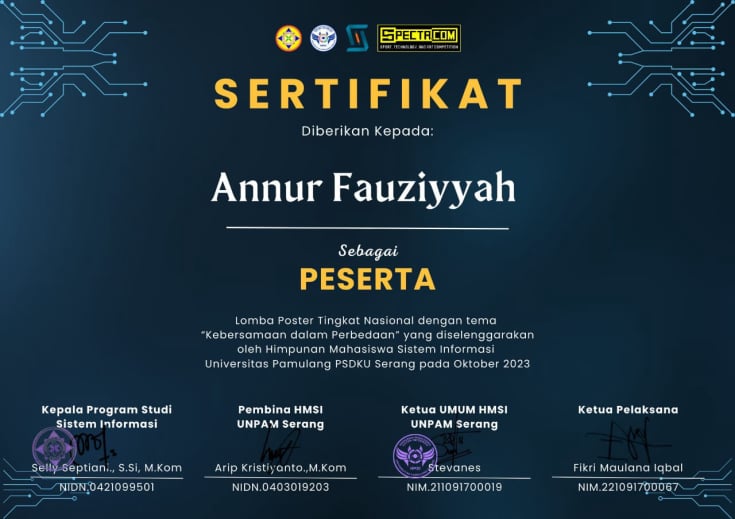 SPECTACOM
SPORT TECHNOLOGY AND ART COMPETITION
SERTIFIKAT
Diberikan Kepada:
Annur Fauziyyah
Sebagai
PESERTA
Lomba Poster Tingkat Nasional dengan tema
“Kebersamaan dalam Perbedaan” yang diselenggarakan
oleh Himpunan Mahasiswa Sistem Informasi
Universitas Pamulang PSDKU Serang pada Oktober 2023
Kepala Program Studi
Sistem Informasi
Selly Septiani., S.Si, M.Kom
NIDN.0421099501
Pembina HMSI
UNPAM Serang
Arip Kristiyanto.,M.Kom
NIDN.0403019203
Ketua UMUM HMSI
UNPAM Serang
Stevanes
NIM.211091700019
Ketua Pelaksana
Fikri Maulana Iqbal
NIM.221091700067